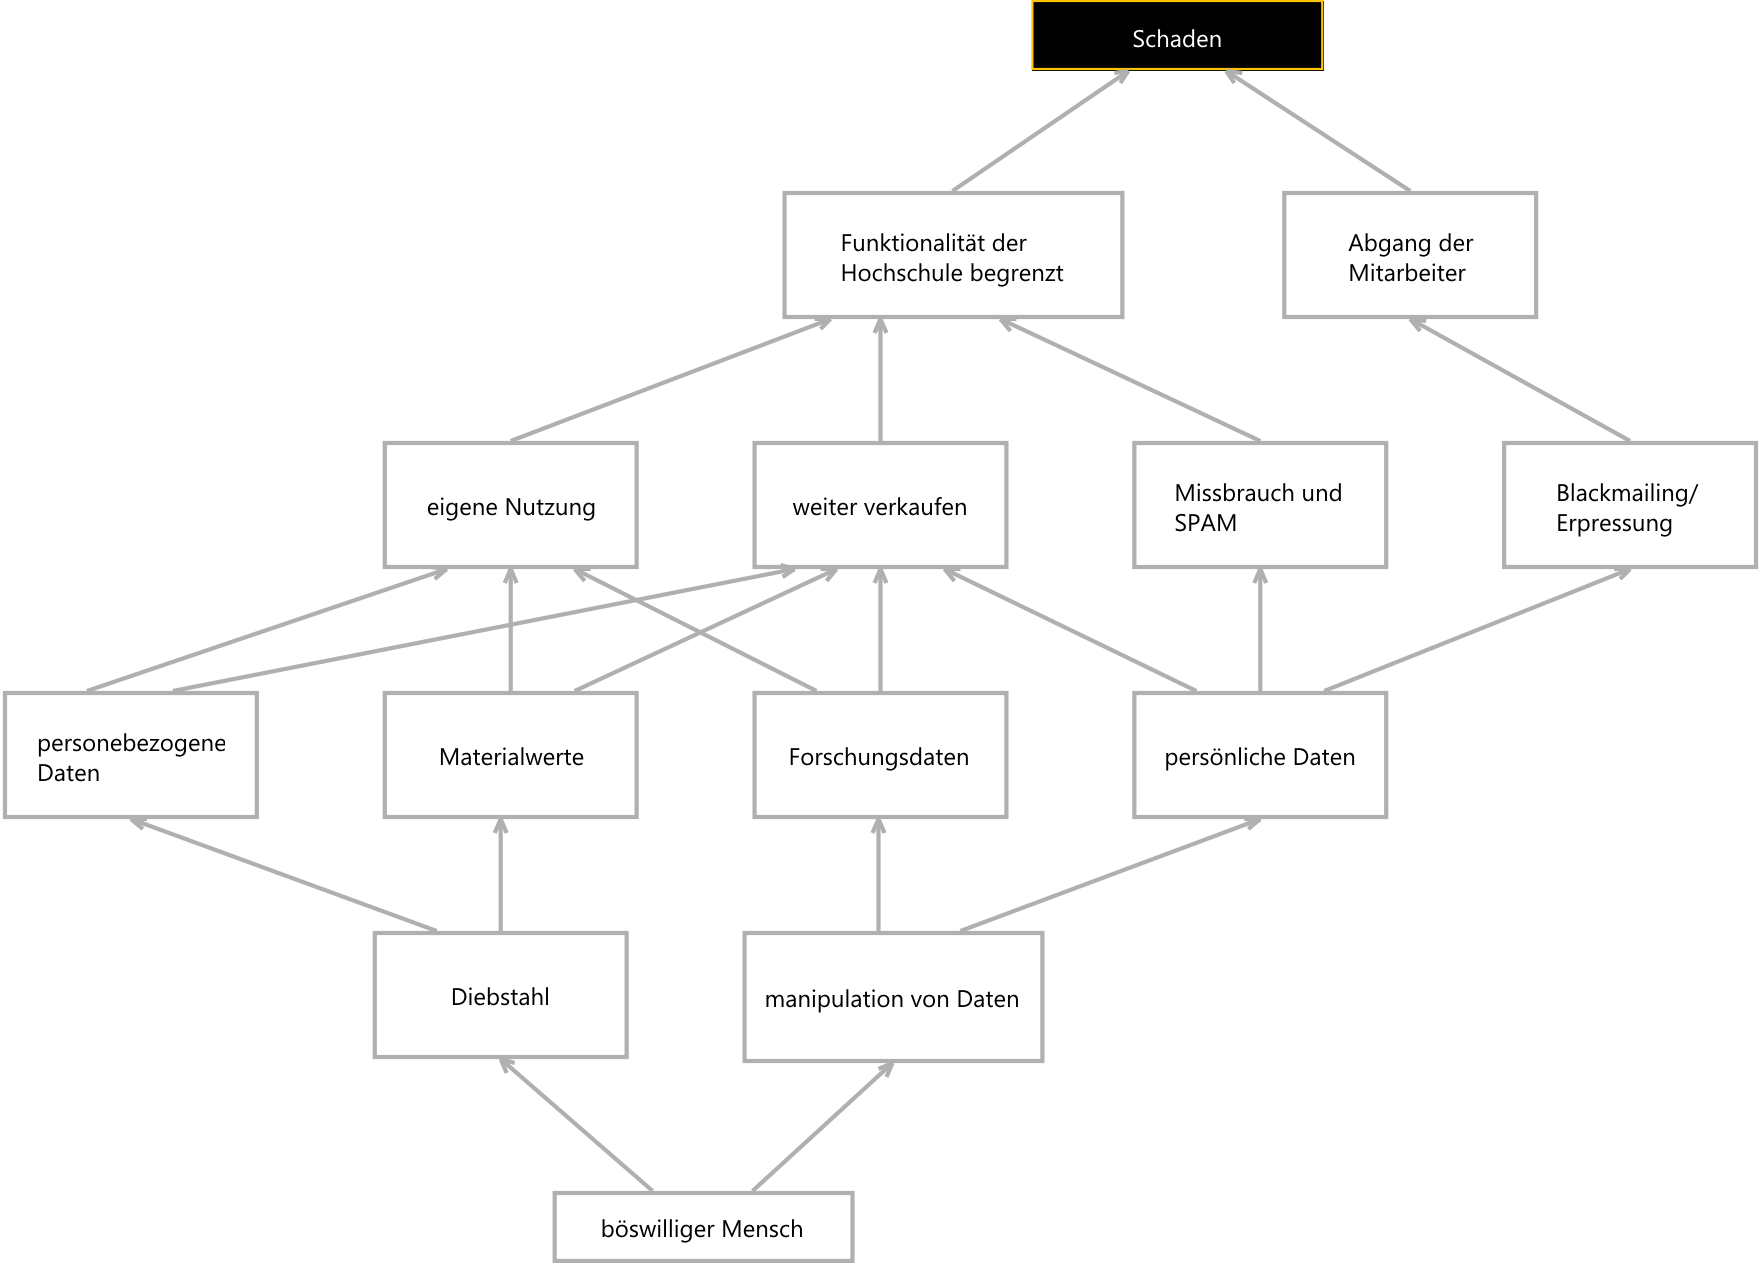 Schaden
Funktionalität der
Hochschule begrenzt
Abgang der
Mitarbeiter
eigene Nutzung
weiter verkaufen
Missbrauch und
SPAM
Blackmailing/
Erpressung
personebezogene
Daten
Materialwerte
Forschungsdaten
persönliche Daten
Diebstahl
manipulation von Daten
böswilliger Mensch